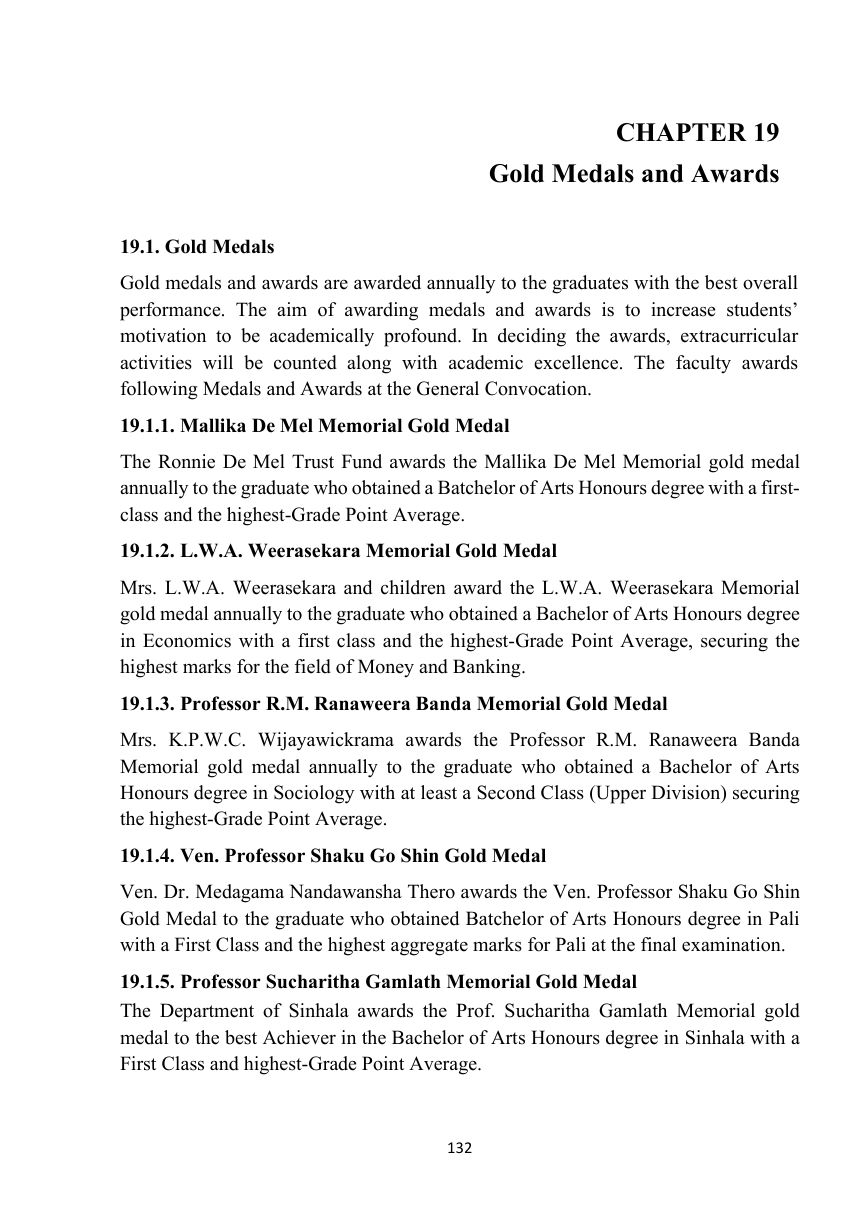 CHAPTER 19
Gold Medals and Awards
19.1. Gold Medals
Gold medals and awards are awarded annually to the graduates with the best overall
performance. The aim of awarding medals and awards is to increase students’
motivation to be academically profound. In deciding the awards, extracurricular
activities will be counted along with academic excellence. The faculty awards
following Medals and Awards at the General Convocation.
19.1.1. Mallika De Mel Memorial Gold Medal
The Ronnie De Mel Trust Fund awards the Mallika De Mel Memorial gold medal
annually to the graduate who obtained a Batchelor of Arts Honours degree with a first-
class and the highest-Grade Point Average.
19.1.2. L.W.A. Weerasekara Memorial Gold Medal
Mrs. L.W.A. Weerasekara and children award the L.W.A. Weerasekara Memorial
gold medal annually to the graduate who obtained a Bachelor of Arts Honours degree
in Economics with a first class and the highest-Grade Point Average, securing the
highest marks for the field of Money and Banking.
19.1.3. Professor R.M. Ranaweera Banda Memorial Gold Medal
Mrs. K.P.W.C. Wijayawickrama awards the Professor R.M. Ranaweera Banda
Memorial gold medal annually to the graduate who obtained a Bachelor of Arts
Honours degree in Sociology with at least a Second Class (Upper Division) securing
the highest-Grade Point Average.
19.1.4. Ven. Professor Shaku Go Shin Gold Medal
Ven. Dr. Medagama Nandawansha Thero awards the Ven. Professor Shaku Go Shin
Gold Medal to the graduate who obtained Batchelor of Arts Honours degree in Pali
with a First Class and the highest aggregate marks for Pali at the final examination.
19.1.5. Professor Sucharitha Gamlath Memorial Gold Medal
The Department of Sinhala awards the Prof. Sucharitha Gamlath Memorial gold
medal to the best Achiever in the Bachelor of Arts Honours degree in Sinhala with a
First Class and highest-Grade Point Average.
132